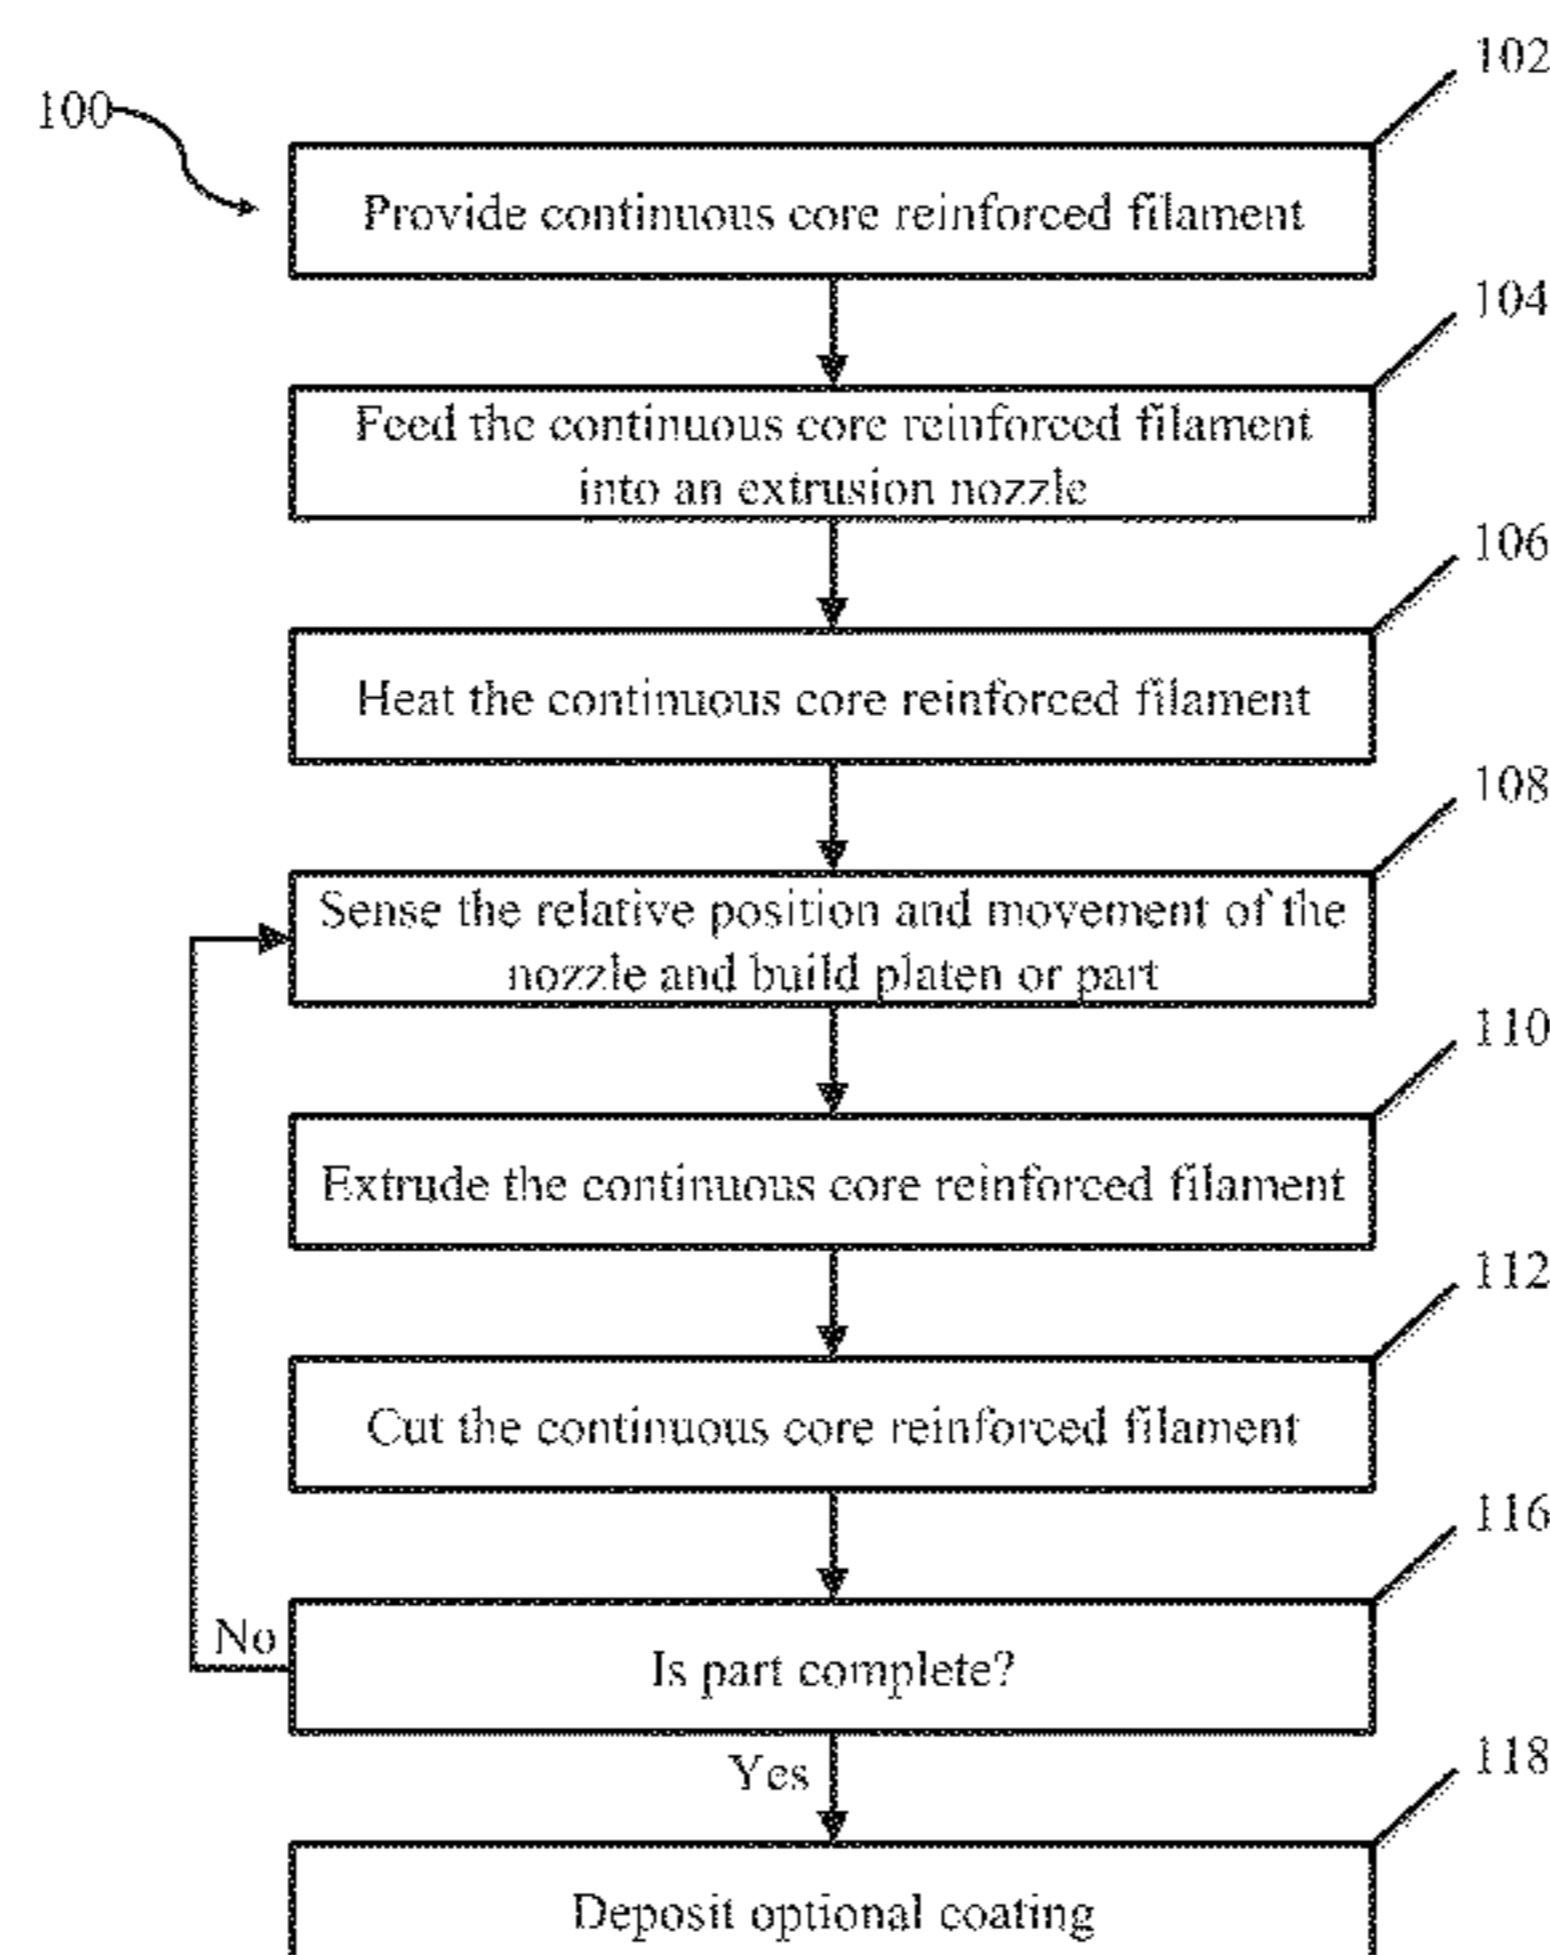 102
100
Provide continuous core reinforced filament
104
Feed the continuous core reinforced filament
into an extrusion nozzle
106
Heat the continuous core reinforced filament
108
Sense the relative position and movement of the
nozzle and build platen or part
110
Extrude the continuous core reinforced filament
112
Cut the continuous core reinforced filament
116
No
Is part complete?
Yes
118
Deposit optional coating